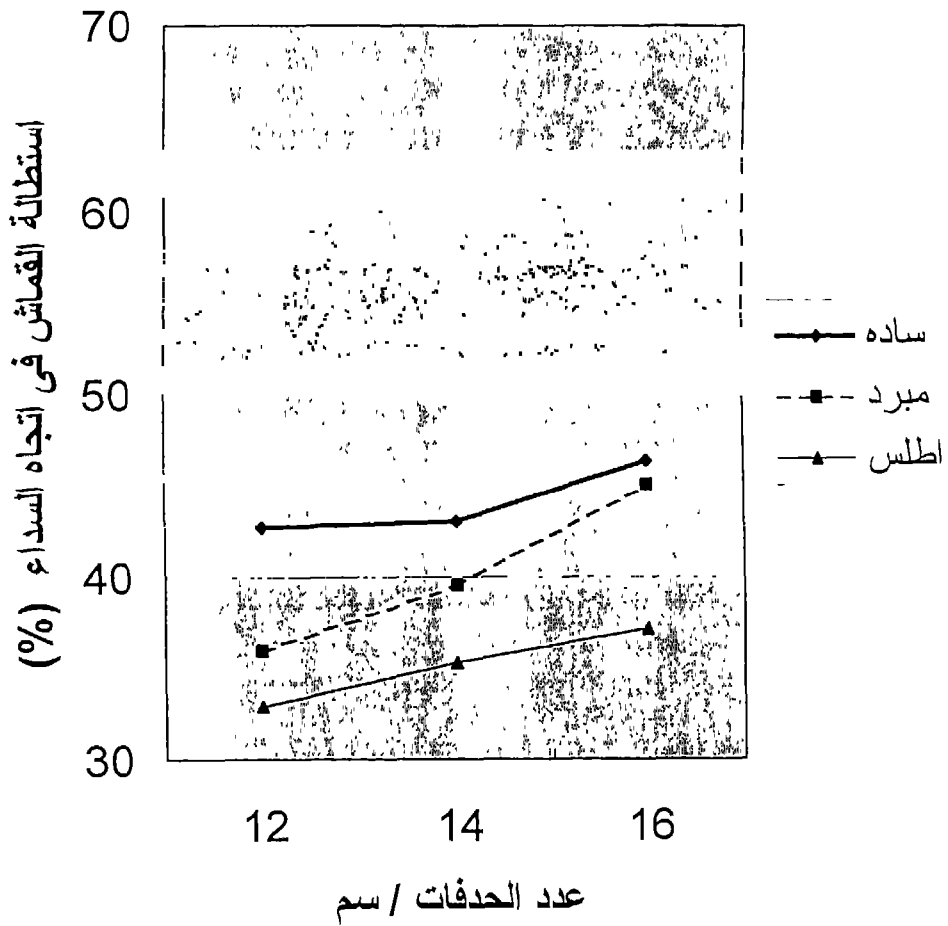 70
60
50
40
30
استطالة القماش فى اتجاه السداء (%)
12 14 16
عدد الحدفات / سم
ساده
مبرد
اطلس